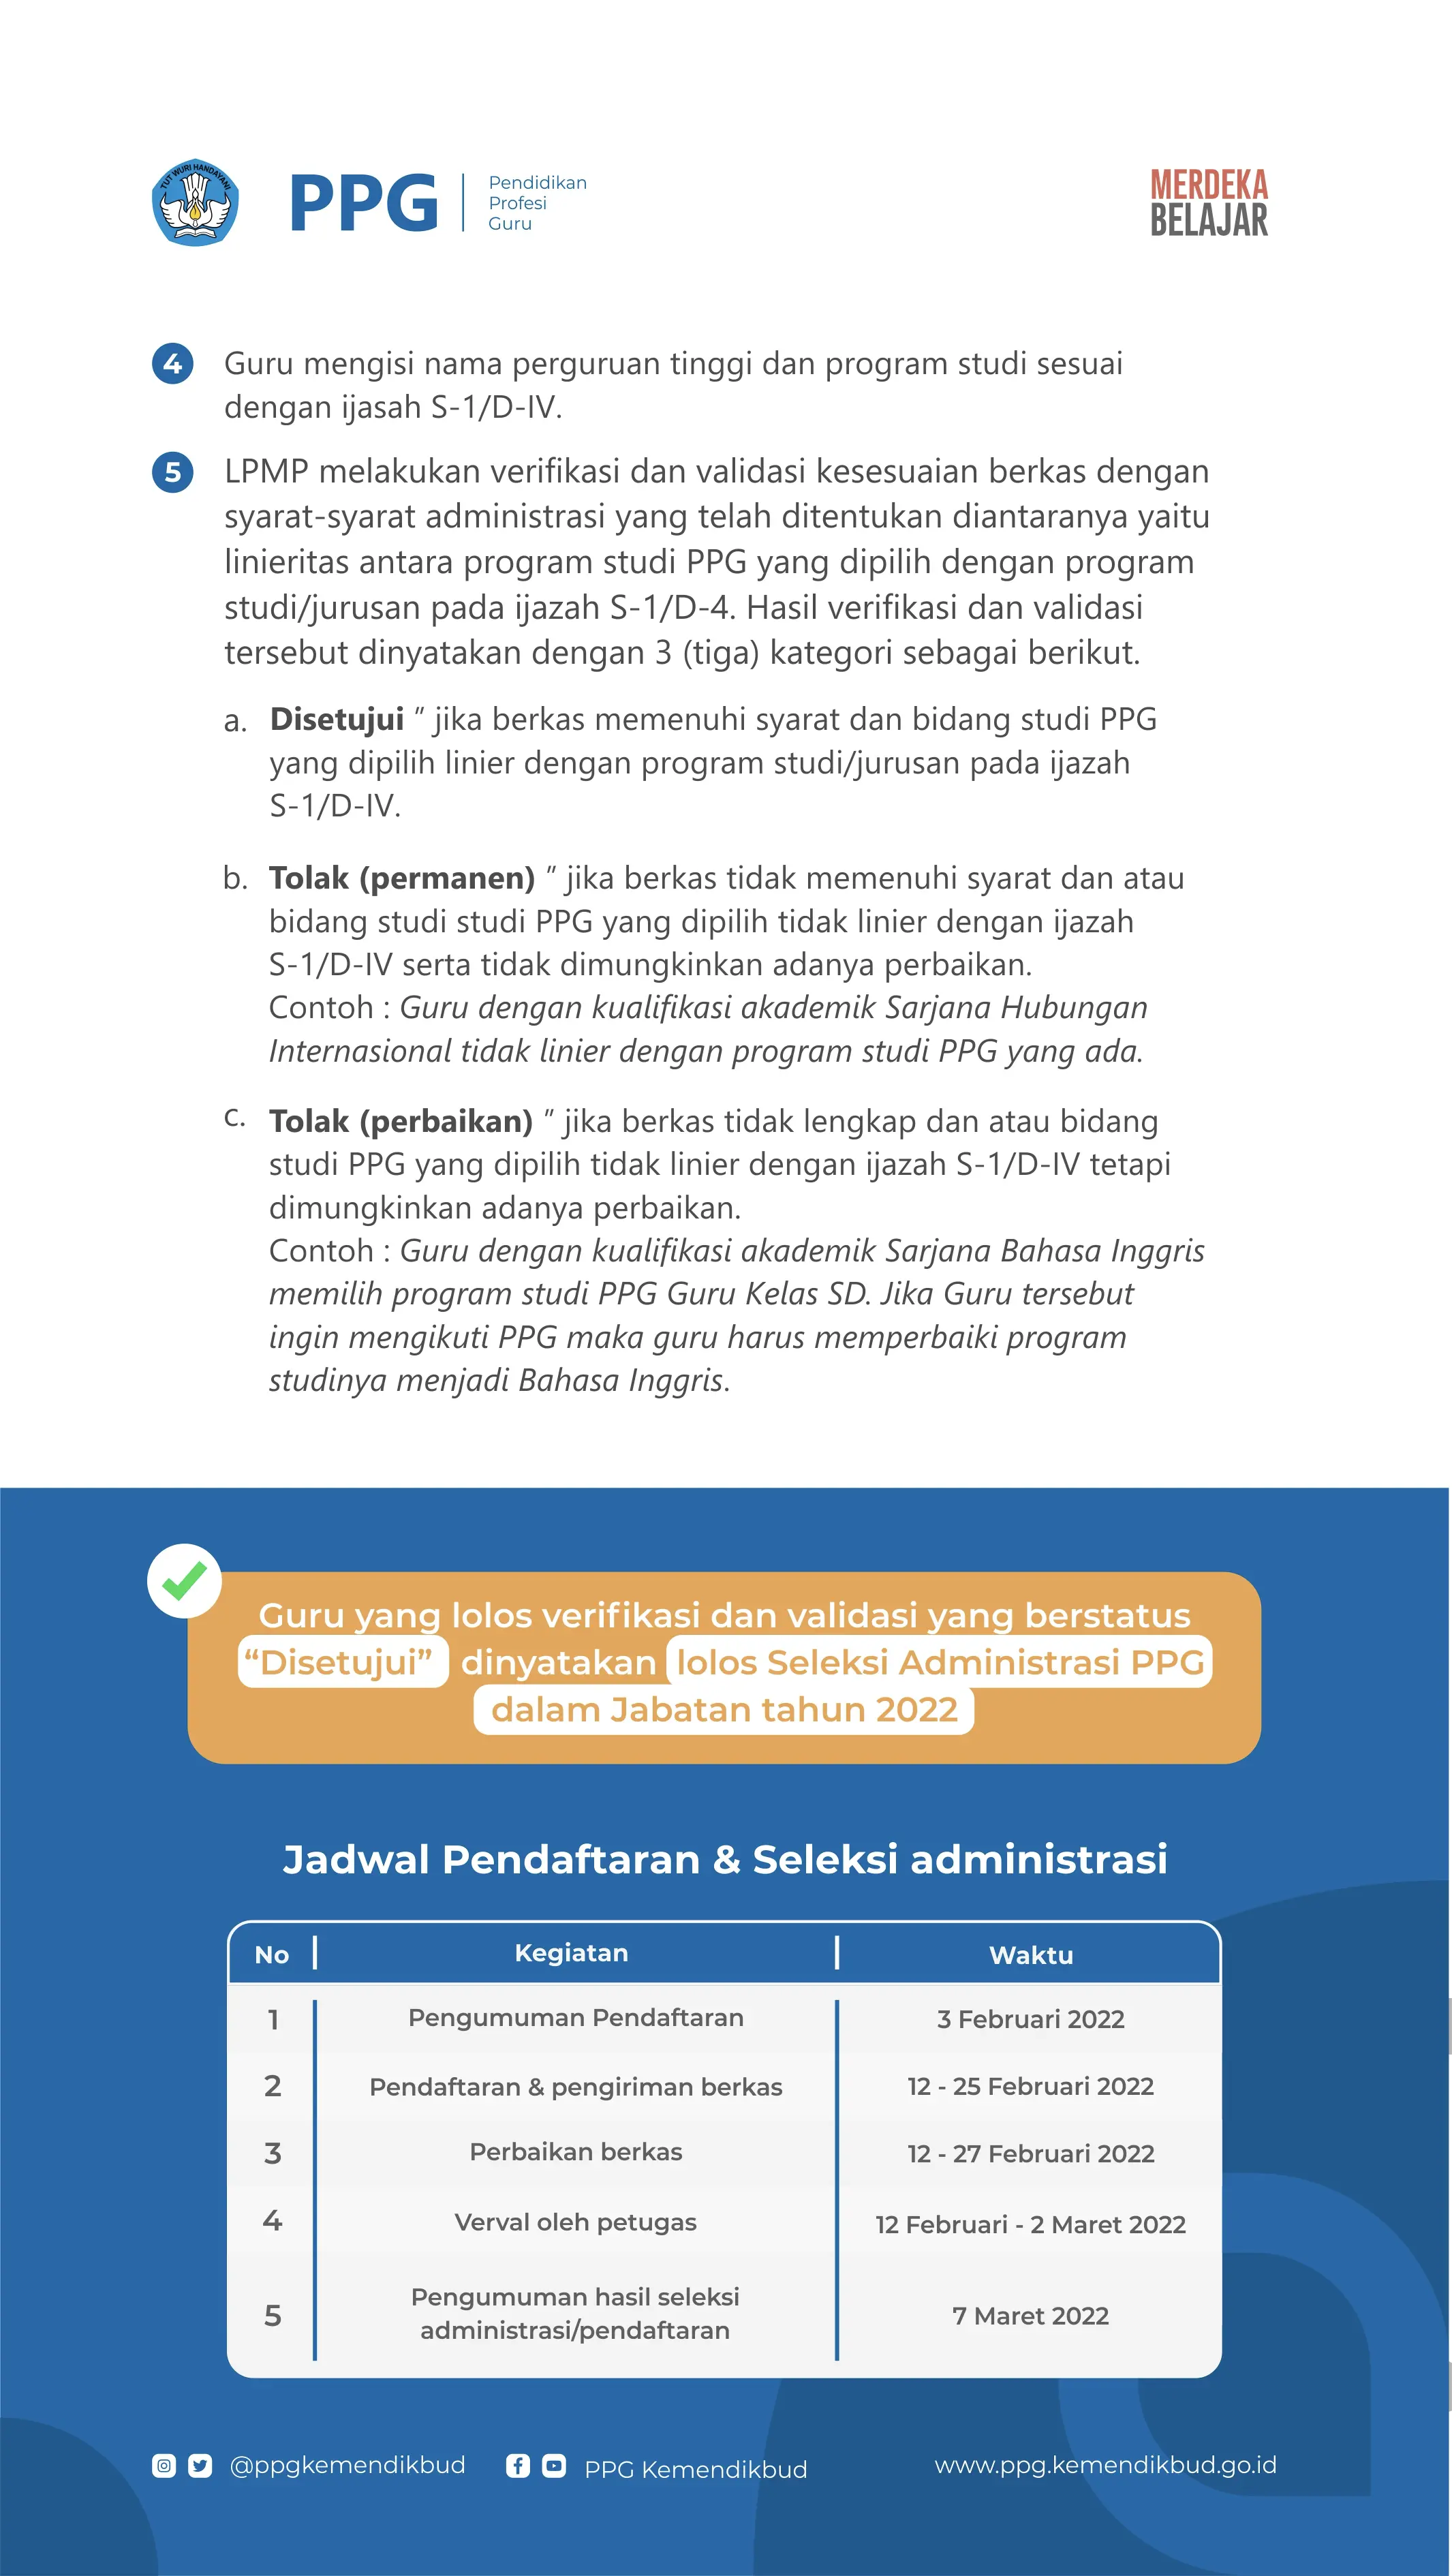 TUT WURI HANDAYANI
PPG
Pendidikan
Profesi
Guru
MERDEKA
BELAJAR
4 Guru mengisi nama perguruan tinggi dan program studi sesuai
dengan ijasah S-1/D-IV.
5 LPMP melakukan verifikasi dan validasi kesesuaian berkas dengan
syarat-syarat administrasi yang telah ditentukan diantaranya yaitu
linieritas antara program studi PPG yang dipilih dengan program
studi/jurusan pada ijazah S-1/D-4. Hasil verifikasi dan validasi
tersebut dinyatakan dengan 3 (tiga) kategori sebagai berikut.
a. Disetujui " jika berkas memenuhi syarat dan bidang studi PPG
yang dipilih linier dengan program studi/jurusan pada ijazah
S-1/D-IV.
b. Tolak (permanen) " jika berkas tidak memenuhi syarat dan atau
bidang studi studi PPG yang dipilih tidak linier dengan ijazah
S-1/D-IV serta tidak dimungkinkan adanya perbaikan.
Contoh : Guru dengan kualifikasi akademik Sarjana Hubungan
Internasional tidak linier dengan program studi PPG yang ada.
c. Tolak (perbaikan) " jika berkas tidak lengkap dan atau bidang
studi PPG yang dipilih tidak linier dengan ijazah S-1/D-IV tetapi
dimungkinkan adanya perbaikan.
Contoh : Guru dengan kualifikasi akademik Sarjana Bahasa Inggris
memilih program studi PPG Guru Kelas SD. Jika Guru tersebut
ingin mengikuti PPG maka guru harus memperbaiki program
studinya menjadi Bahasa Inggris.
Guru yang lolos verifikasi dan validasi yang berstatus
“Disetujui” dinyatakan lolos Seleksi Administrasi PPG
dalam Jabatan tahun 2022
Jadwal Pendaftaran & Seleksi administrasi
No Kegiatan Waktu
1 Pengumuman Pendaftaran 3 Februari 2022
2 Pendaftaran & pengiriman berkas 12 - 25 Februari 2022
3 Perbaikan berkas 12 - 27 Februari 2022
4 Verval oleh petugas 12 Februari - 2 Maret 2022
5 Pengumuman hasil seleksi
administrasi/pendaftaran 7 Maret 2022
@ppgkemendikbud PPG Kemendikbud www.ppg.kemendikbud.go.id